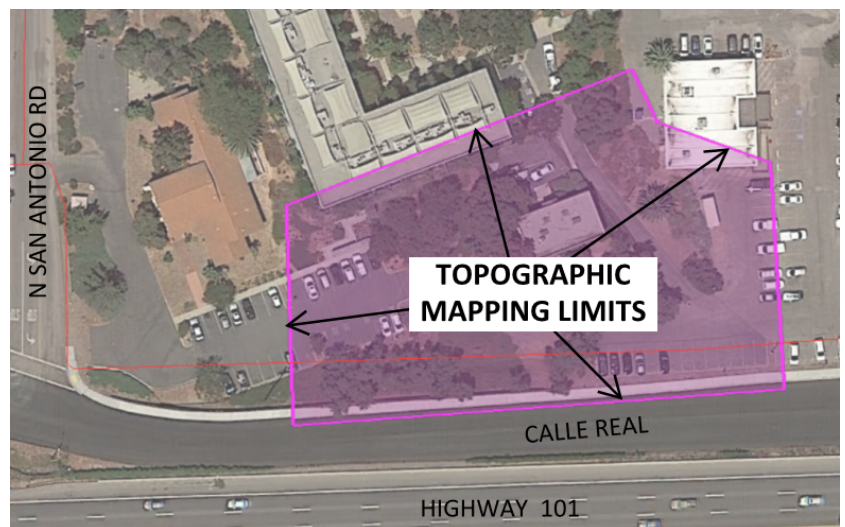 N SAN ANTONIO RD
TOPOGRAPHIC
MAPPING LIMITS
CALLE REAL
HIGHWAY 101